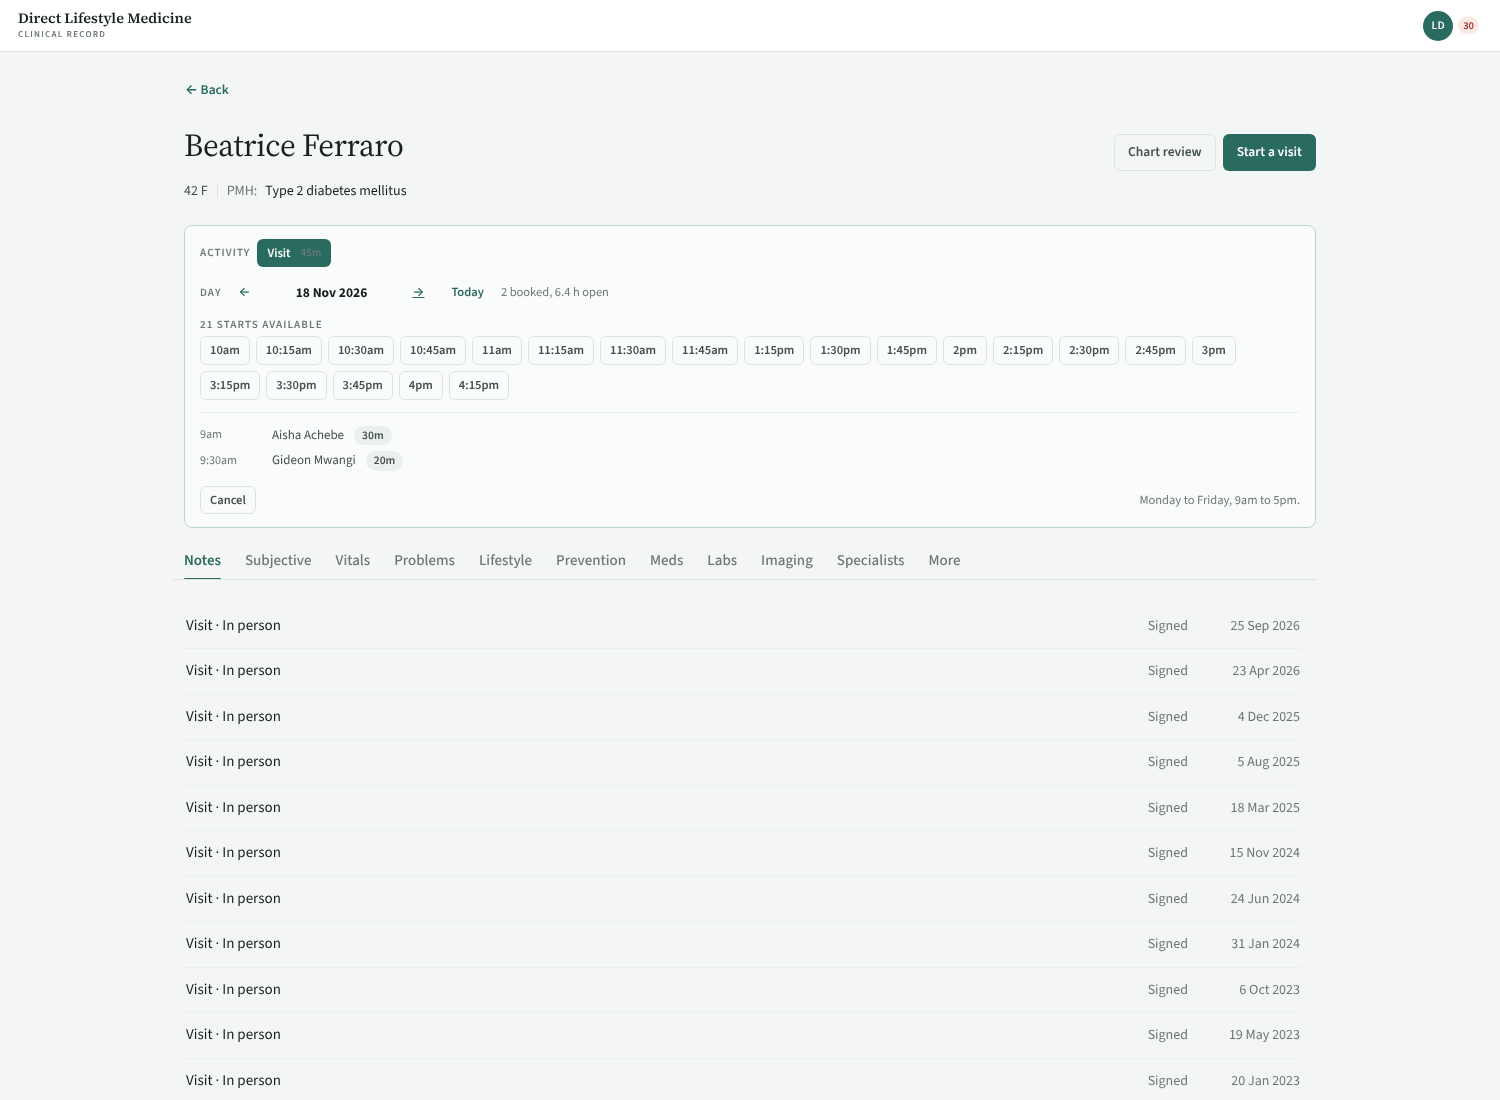 Direct Lifestyle Medicine
CLINICAL RECORD
LD 30
← Back
Beatrice Ferraro
Chart review Start a visit
42 F PMH: Type 2 diabetes mellitus
ACTIVITY Visit 45m
DAY ← 18 Nov 2026 → Today 2 booked, 6.4 h open
21 STARTS AVAILABLE
10am 10:15am 10:30am 10:45am 11am 11:15am 11:30am 11:45am 1:15pm 1:30pm 1:45pm 2pm 2:15pm 2:30pm 2:45pm 3pm
3:15pm 3:30pm 3:45pm 4pm 4:15pm
9am Aisha Achebe 30m
9:30am Gideon Mwangi 20m
Cancel Monday to Friday, 9am to 5pm.
Notes Subjective Vitals Problems Lifestyle Prevention Meds Labs Imaging Specialists More
Visit · In person Signed 25 Sep 2026
Visit · In person Signed 23 Apr 2026
Visit · In person Signed 4 Dec 2025
Visit · In person Signed 5 Aug 2025
Visit · In person Signed 18 Mar 2025
Visit · In person Signed 15 Nov 2024
Visit · In person Signed 24 Jun 2024
Visit · In person Signed 31 Jan 2024
Visit · In person Signed 6 Oct 2023
Visit · In person Signed 19 May 2023
Visit · In person Signed 20 Jan 2023